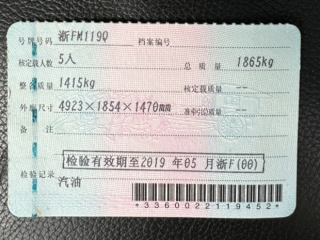 号牌号码 浙FM119Q 档案编号
核定载人数 5人 总质量 1865kg
整备质量 1415kg 核定载质量 --
外廓尺寸 4923×1854×1470mm 准牵引总质量 --
备注
检验有效期至2019 年05 月浙F(00)
检验记录
汽油
*3360022119452*